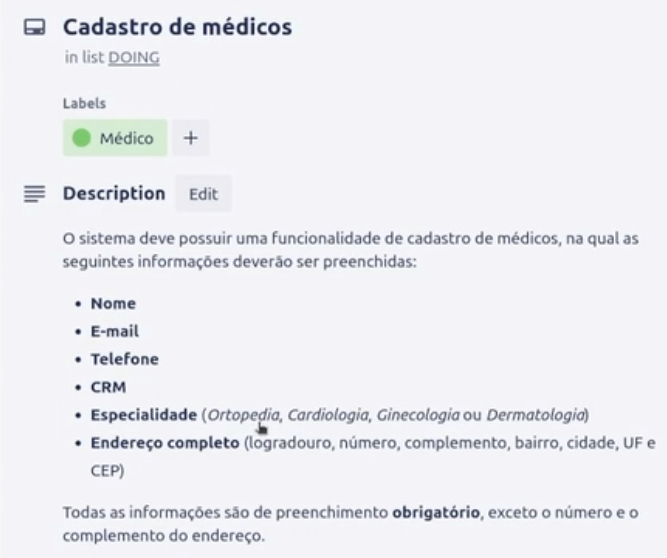 Cadastro de médicos
in list DOING
Labels
Médico +
Description Edit
O sistema deve possuir uma funcionalidade de cadastro de médicos, na qual as
seguintes informações deverão ser preenchidas:
• Nome
• E-mail
• Telefone
• CRM
• Especialidade (Ortopedia, Cardiologia, Ginecologia ou Dermatologia)
• Endereço completo (logradouro, número, complemento, bairro, cidade, UF e
CEP)
Todas as informações são de preenchimento obrigatório, exceto o número e o
complemento do endereço.